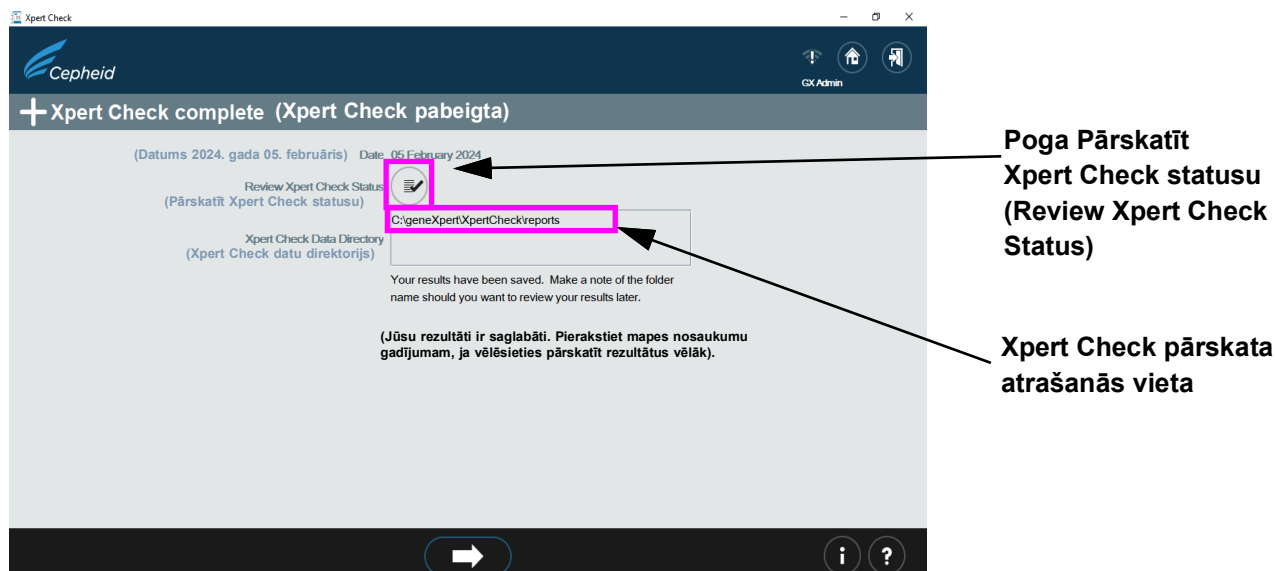 Xpert Check
Cepheid
GX Admin
Xpert Check complete (Xpert Check pabeigta)
(Datums 2024. gada 05. februāris) Date 05 February 2024
Review Xpert Check Status
(Pārskatīt Xpert Check statusu)
C:\geneXpert\XpertCheck\reports
Xpert Check Data Directory
(Xpert Check datu direktorijs)
Your results have been saved. Make a note of the folder
name should you want to review your results later.
(Jūsu rezultāti ir saglabāti. Pierakstiet mapes nosaukumu
gadījumam, ja vēlēsieties pārskatīt rezultātus vēlāk).
i ?
Poga Pārskatīt
Xpert Check statusu
(Review Xpert Check
Status)
Xpert Check pārskata
atrašanās vieta